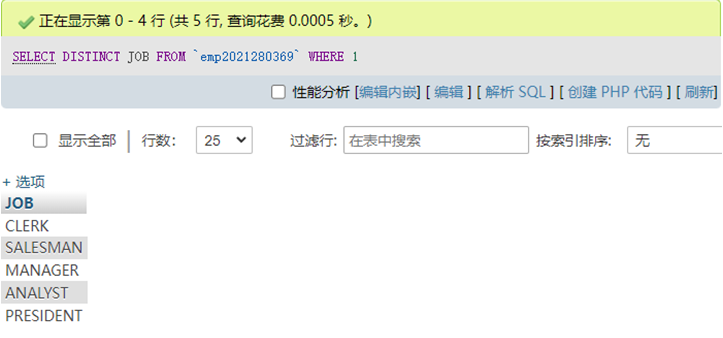 正在显示第 0 - 4 行 (共 5 行, 查询花费 0.0005 秒。)
SELECT DISTINCT JOB FROM `emp2021280369` WHERE 1
性能分析 [编辑内嵌] [ 编辑 ] [ 解析 SQL ] [ 创建 PHP 代码 ] [ 刷新]
显示全部 | 行数： 25 过滤行: 在表中搜索 按索引排序: 无
+ 选项
JOB
CLERK
SALESMAN
MANAGER
ANALYST
PRESIDENT